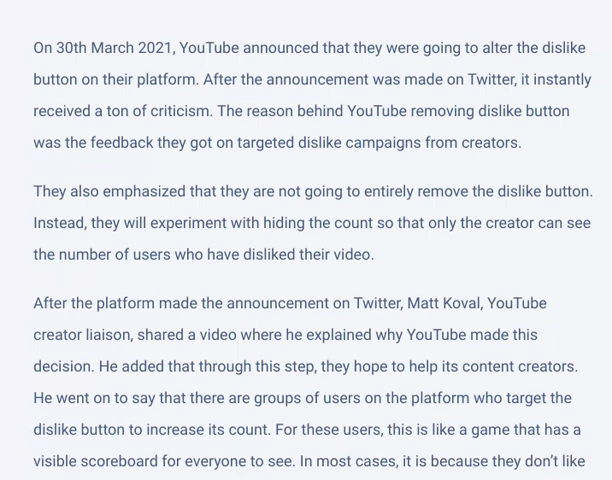 On 30th March 2021, YouTube announced that they were going to alter the dislike
button on their platform. After the announcement was made on Twitter, it instantly
received a ton of criticism. The reason behind YouTube removing dislike button
was the feedback they got on targeted dislike campaigns from creators.
They also emphasized that they are not going to entirely remove the dislike button.
Instead, they will experiment with hiding the count so that only the creator can see
the number of users who have disliked their video.
After the platform made the announcement on Twitter, Matt Koval, YouTube
creator liaison, shared a video where he explained why YouTube made this
decision. He added that through this step, they hope to help its content creators.
He went on to say that there are groups of users on the platform who target the
dislike button to increase its count. For these users, this is like a game that has a
visible scoreboard for everyone to see. In most cases, it is because they don’t like